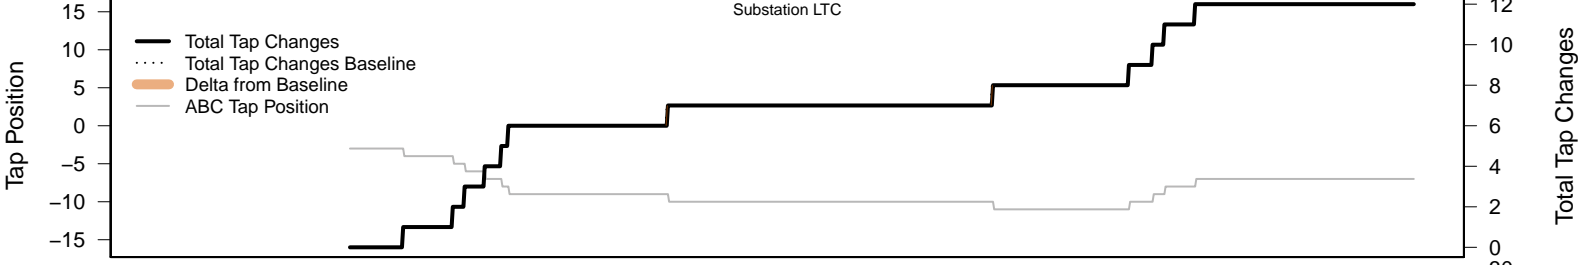 Substation LTC
Total Tap Changes
Total Tap Changes Baseline
Delta from Baseline
ABC Tap Position
Tap Position
15
10
5
0
−5
−10
−15
12
10
8
6
4
2
0
Total Tap Changes